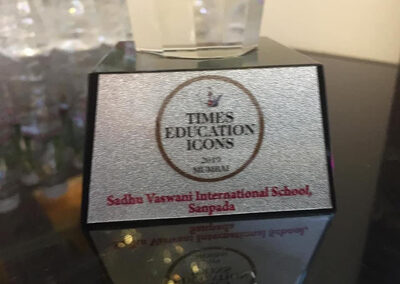 TIMES
EDUCATION
ICONS
2019
MUMBAI
Sadhu Vaswani International School,
Sanpada